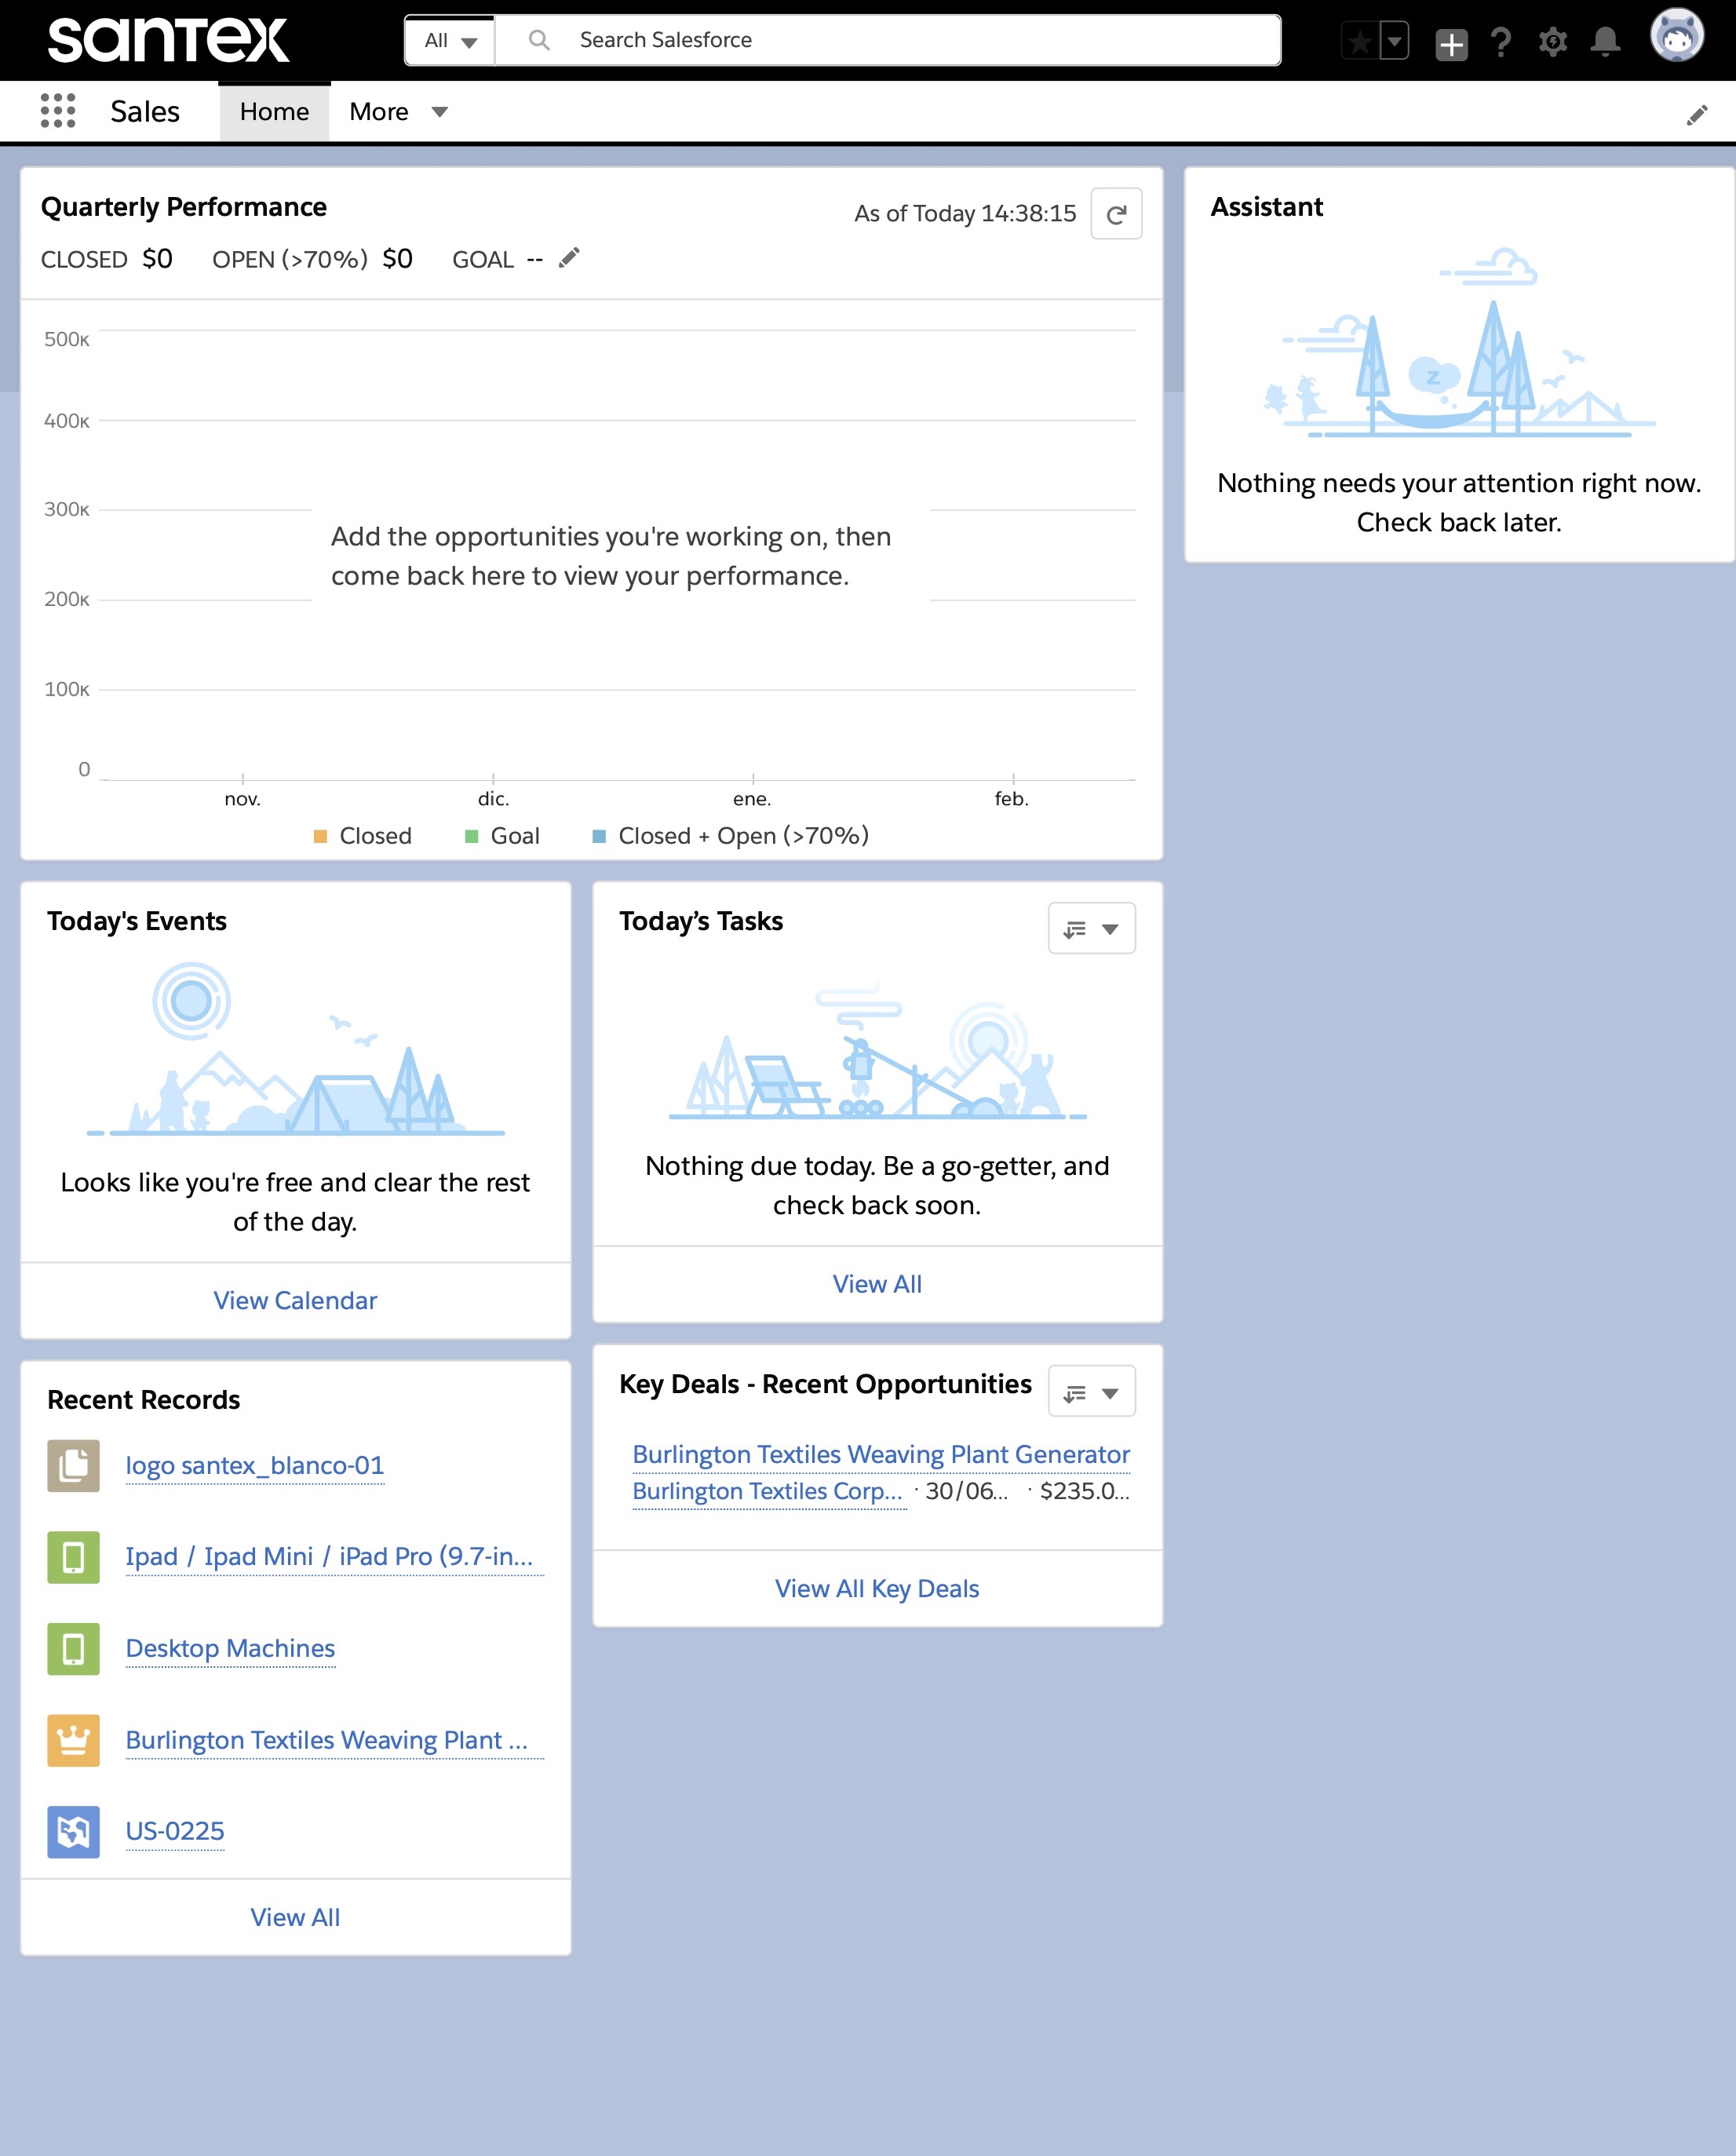 santex
All
Search Salesforce
Sales
Home
More
Quarterly Performance
As of Today 14:38:15
CLOSED $0 OPEN (>70%) $0 GOAL --
500K
400K
300K
200K
100K
0
Add the opportunities you're working on, then
come back here to view your performance.
nov. dic. ene. feb.
Closed Goal Closed + Open (>70%)
Assistant
Z
Nothing needs your attention right now.
Check back later.
Today's Events
Looks like you're free and clear the rest
of the day.
View Calendar
Today’s Tasks
Nothing due today. Be a go-getter, and
check back soon.
View All
Recent Records
logo santex_blanco-01
Ipad / Ipad Mini / iPad Pro (9.7-in...
Desktop Machines
Burlington Textiles Weaving Plant ...
US-0225
View All
Key Deals - Recent Opportunities
Burlington Textiles Weaving Plant Generator
Burlington Textiles Corp... · 30/06... · $235.0...
View All Key Deals